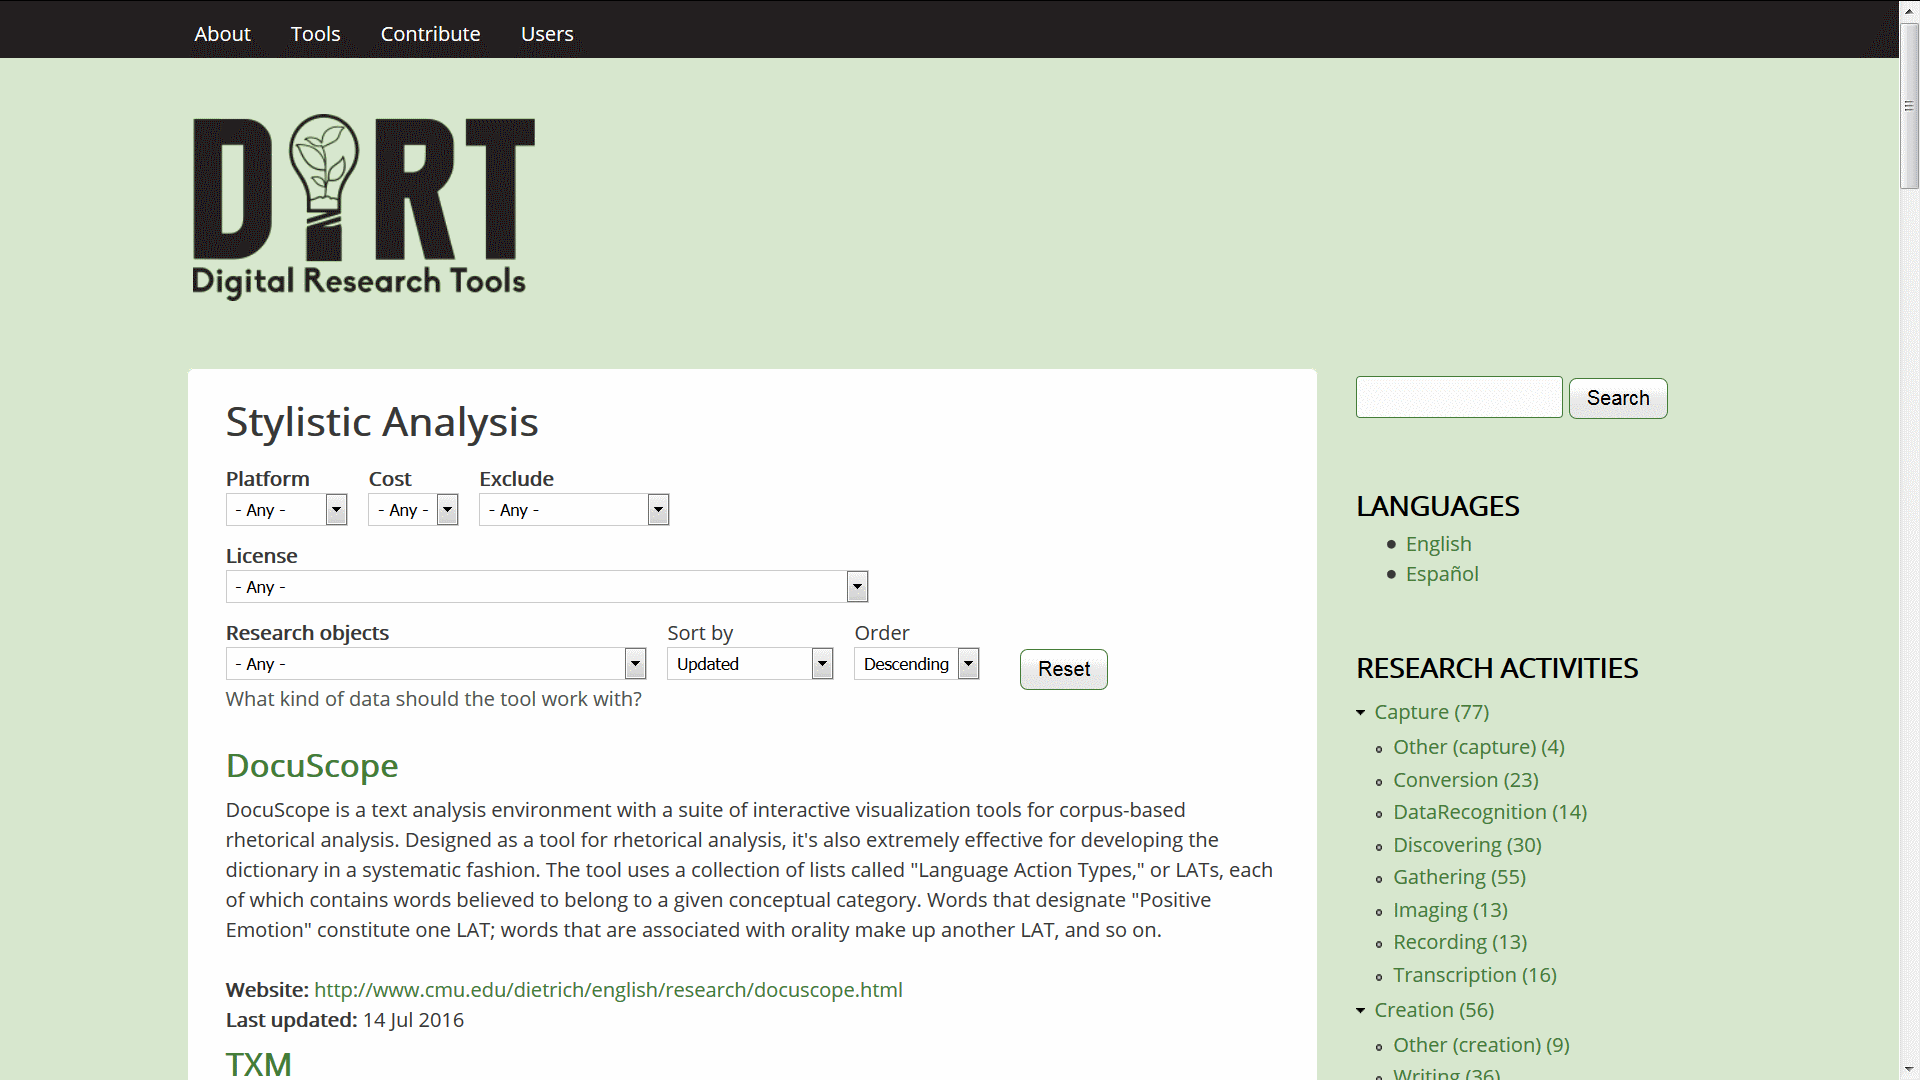 About Tools Contribute Users
DIRT
Digital Research Tools
Stylistic Analysis
Platform Cost Exclude
- Any - - Any - - Any -
License
- Any -
Research objects Sort by Order
- Any - Updated Descending Reset
What kind of data should the tool work with?
DocuScope
DocuScope is a text analysis environment with a suite of interactive visualization tools for corpus-based
rhetorical analysis. Designed as a tool for rhetorical analysis, it's also extremely effective for developing the
dictionary in a systematic fashion. The tool uses a collection of lists called "Language Action Types," or LATs, each
of which contains words believed to belong to a given conceptual category. Words that designate "Positive
Emotion" constitute one LAT; words that are associated with orality make up another LAT, and so on.
Website: http://www.cmu.edu/dietrich/english/research/docuscope.html
Last updated: 14 Jul 2016
TXM
Search
LANGUAGES
English
Español
RESEARCH ACTIVITIES
Capture (77)
Other (capture) (4)
Conversion (23)
DataRecognition (14)
Discovering (30)
Gathering (55)
Imaging (13)
Recording (13)
Transcription (16)
Creation (56)
Other (creation) (9)
Writing (36)